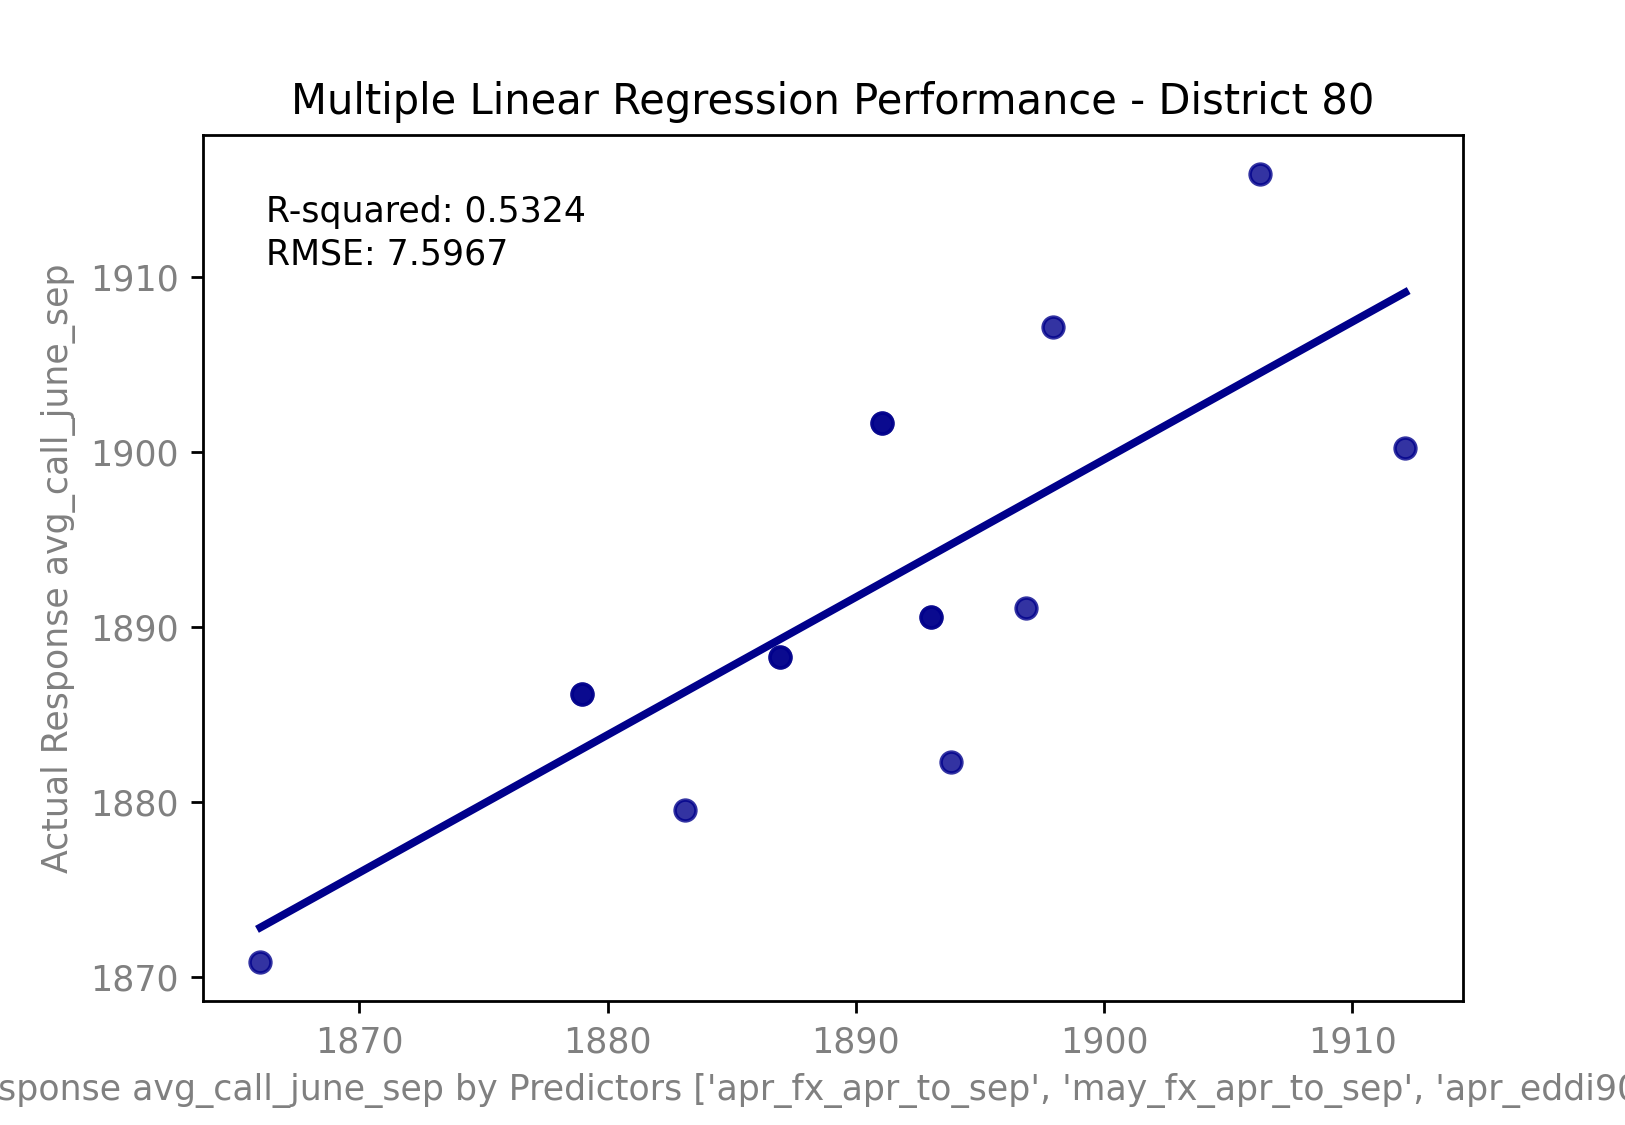 Multiple Linear Regression Performance - District 80
R-squared: 0.5324
RMSE: 7.5967
Actual Response avg_call_june_sep
1910
1900
1890
1880
1870
1870 1880 1890 1900 1910
sponse avg_call_june_sep by Predictors ['apr_fx_apr_to_sep', 'may_fx_apr_to_sep', 'apr_eddi90